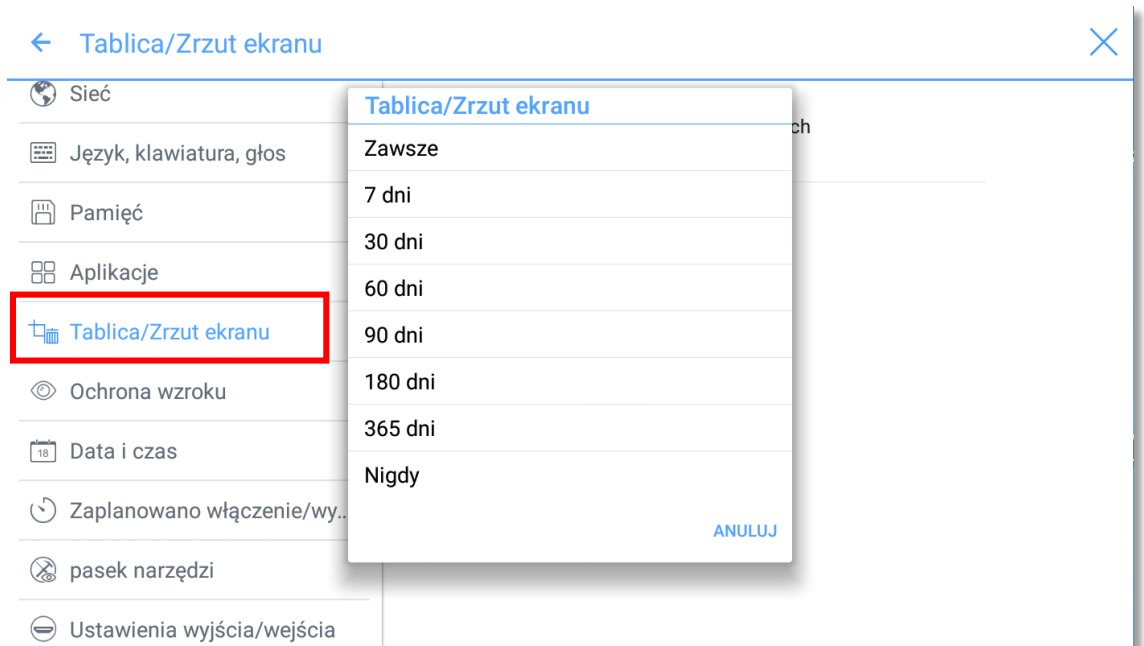 Tablica/Zrzut ekranu
Sieć
Język, klawiatura, głos
Pamięć
Aplikacje
Tablica/Zrzut ekranu
Ochrona wzroku
18
Data i czas
Zaplanowano włączenie/wy..
pasek narzędzi
Ustawienia wyjścia/wejścia
Tablica/Zrzut ekranu
ch
Zawsze
7 dni
30 dni
60 dni
90 dni
180 dni
365 dni
Nigdy
ANULUJ